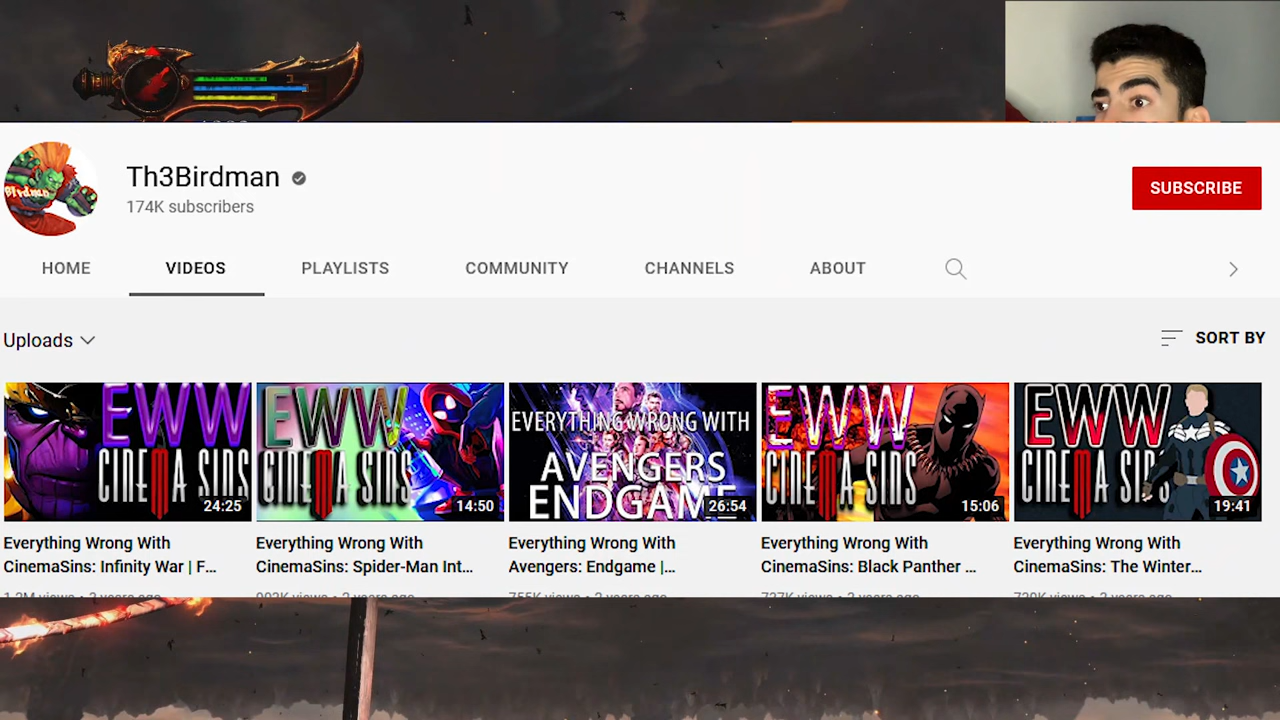 Th3Birdman
174K subscribers
SUBSCRIBE
HOME VIDEOS PLAYLISTS COMMUNITY CHANNELS ABOUT
Uploads
SORT BY
Birdman
EWW
CINEMA SINS
24:25
EWW
CINEMA SINS
14:50
EVERYTHING WRONG WITH
AVENGERS
ENDGAME
26:54
EWW
CINEMA SINS
15:06
EWW
CINEMA SINS
19:41
Everything Wrong With
CinemaSins: Infinity War | F...
Everything Wrong With
CinemaSins: Spider-Man Int...
Everything Wrong With
Avengers: Endgame |...
Everything Wrong With
CinemaSins: Black Panther ...
Everything Wrong With
CinemaSins: The Winter...